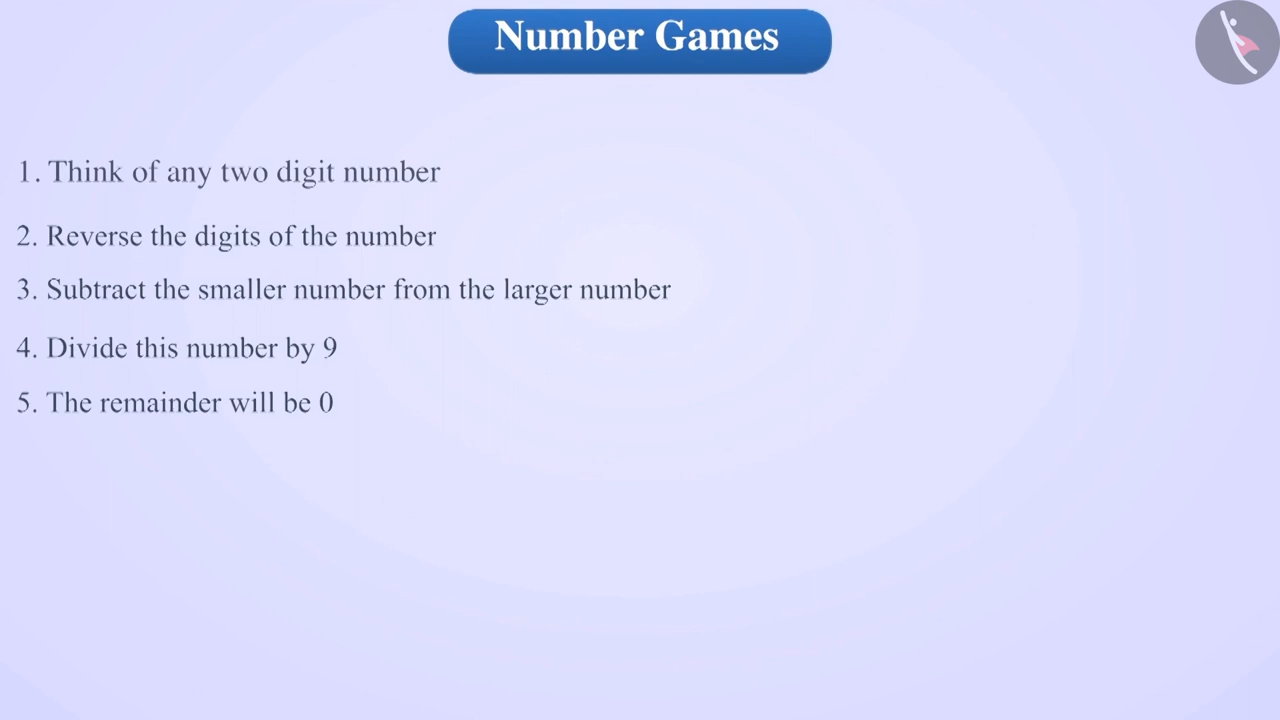 Number Games
1. Think of any two digit number
2. Reverse the digits of the number
3. Subtract the smaller number from the larger number
4. Divide this number by 9
5. The remainder will be 0